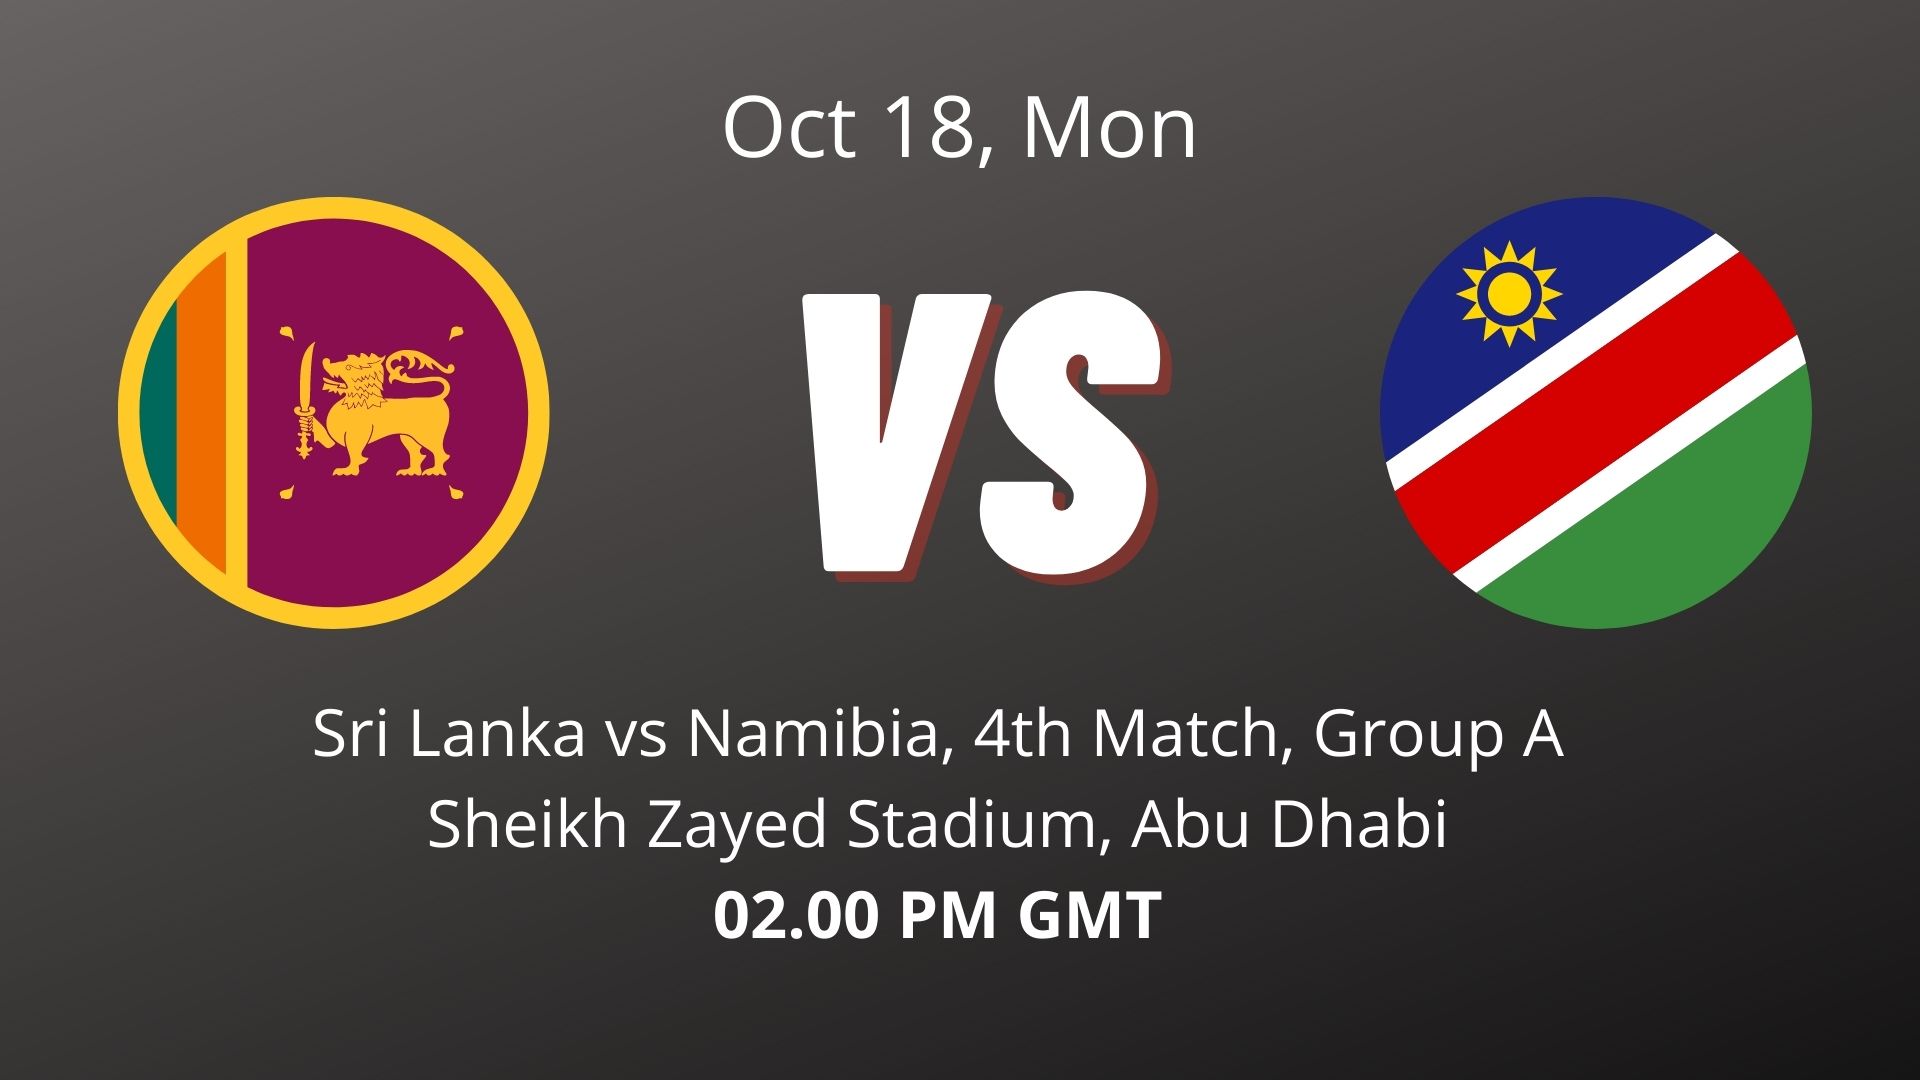 Oct 18, Mon
VS
Sri Lanka vs Namibia, 4th Match, Group A
Sheikh Zayed Stadium, Abu Dhabi
02.00 PM GMT